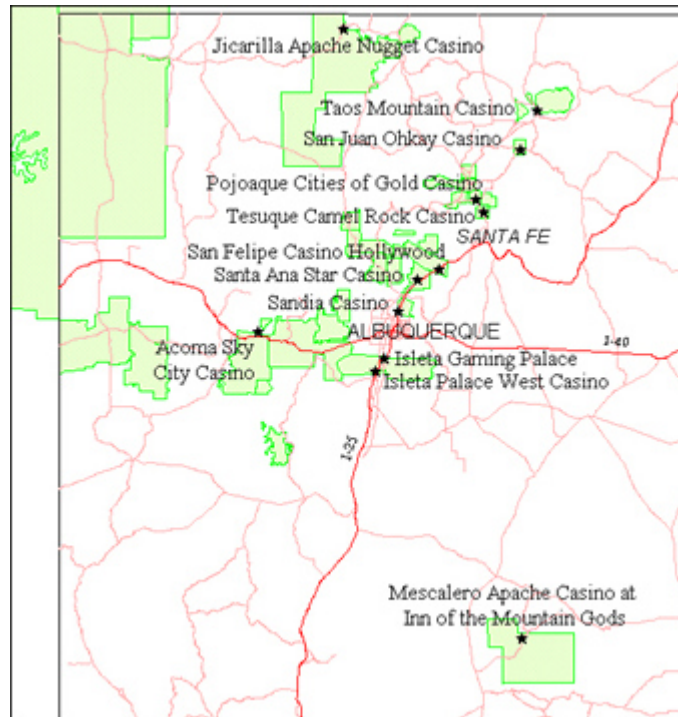 Jicarilla Apache Nugget Casino
Taos Mountain Casino
San Juan Ohkay Casino
Pojoaque Cities of Gold Casino
Tesuque Camel Rock Casino
SANTA FE
San Felipe Casino Hollywood
Santa Ana Star Casino
Sandia Casino
ALBUQUERQUE
1-40
Acoma Sky
City Casino
Isleta Gaming Palace
Isleta Palace West Casino
1-25
Mescalero Apache Casino at
Inn of the Mountain Gods